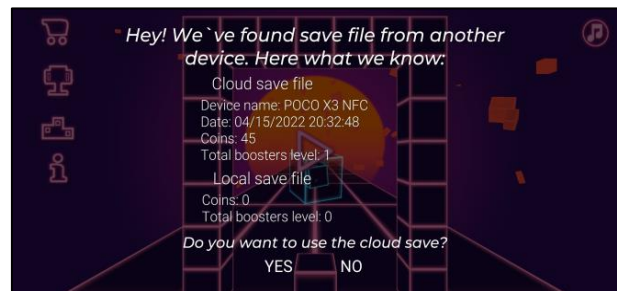 Hey! We`ve found save file from another
device. Here what we know:
Cloud save file
Device name: POCO X3 NFC
Date: 04/15/2022 20:32:48
Coins: 45
Total boosters level: 1
Local save file
Coins: 0
Total boosters level: 0
Do you want to use the cloud save?
YES NO